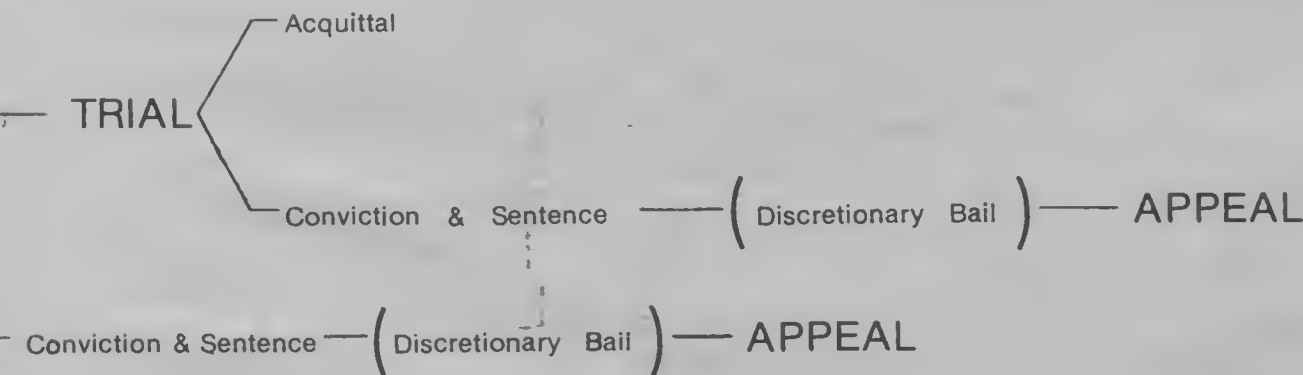 Acquittal
TRIAL
Conviction & Sentence ( Discretionary Bail ) APPEAL
Conviction & Sentence ( Discretionary Bail ) APPEAL